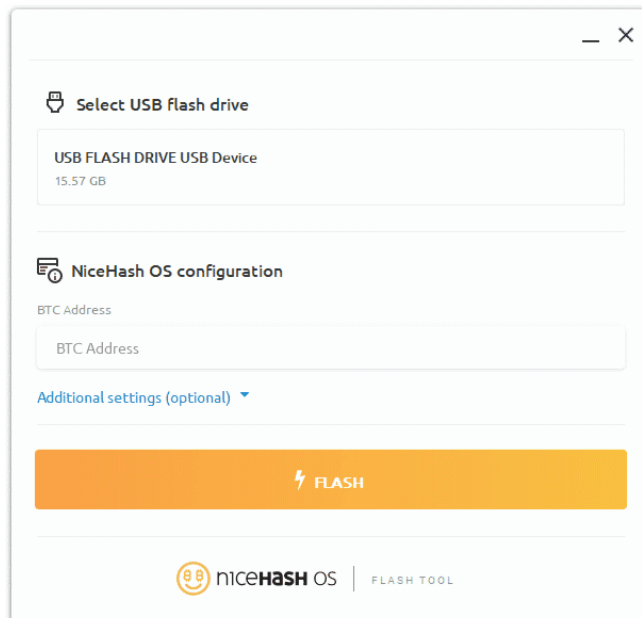 Select USB flash drive
USB FLASH DRIVE USB Device
15.57 GB
NiceHash OS configuration
BTC Address
BTC Address
Additional settings (optional)
FLASH
nıceHASH OS | FLASH TOOL